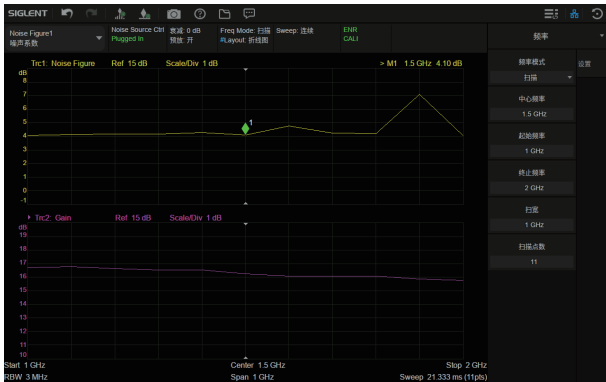 SIGLENT
Noise Figure1
噪声系数
Noise Source Ctrl
Plugged In
衰减: 0 dB
预放: 开
Freq Mode: 扫描
#Layout: 折线图
Sweep: 连续
ENR
CALI
频率
Trc1: Noise Figure Ref 15 dB Scale/Div 1 dB > M1 1.5 GHz 4.10 dB
dB
8
7
6
5
4
3
2
1
0
-1
1
Trc2: Gain Ref 15 dB Scale/Div 1 dB
dB
19
18
17
16
15
14
13
12
11
10
Start 1 GHz Center 1.5 GHz Stop 2 GHz
RBW 3 MHz Span 1 GHz Sweep 21.333 ms (11pts)
频率模式
扫描
设置
中心频率
1.5 GHz
起始频率
1 GHz
终止频率
2 GHz
扫宽
1 GHz
扫描点数
11